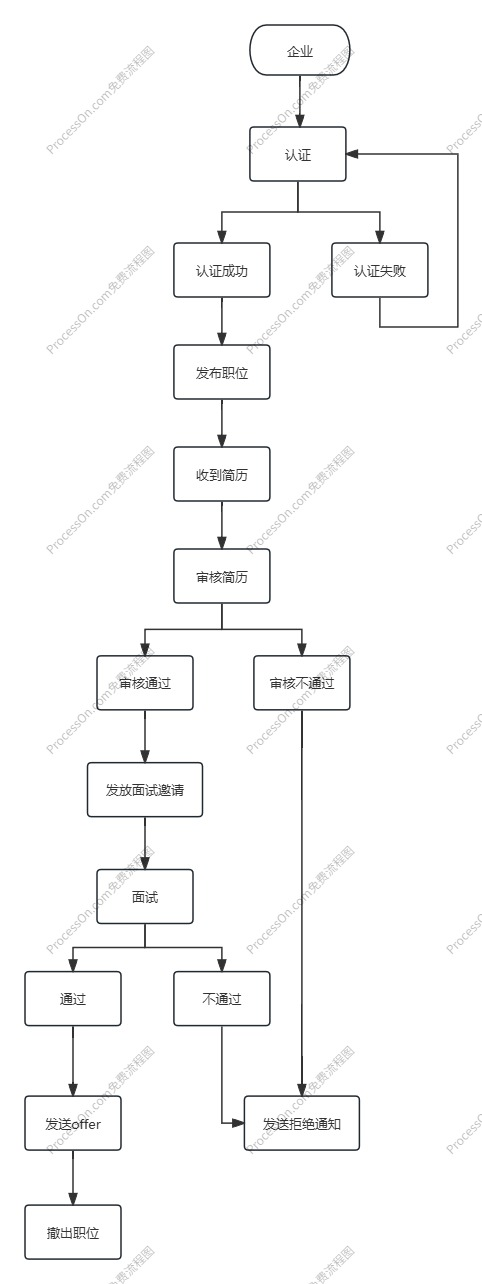 企业
认证
认证成功
认证失败
发布职位
收到简历
审核简历
审核通过
审核不通过
发放面试邀请
面试
通过
不通过
发送offer
发送拒绝通知
撤出职位
ProcessOn.com免费流程图